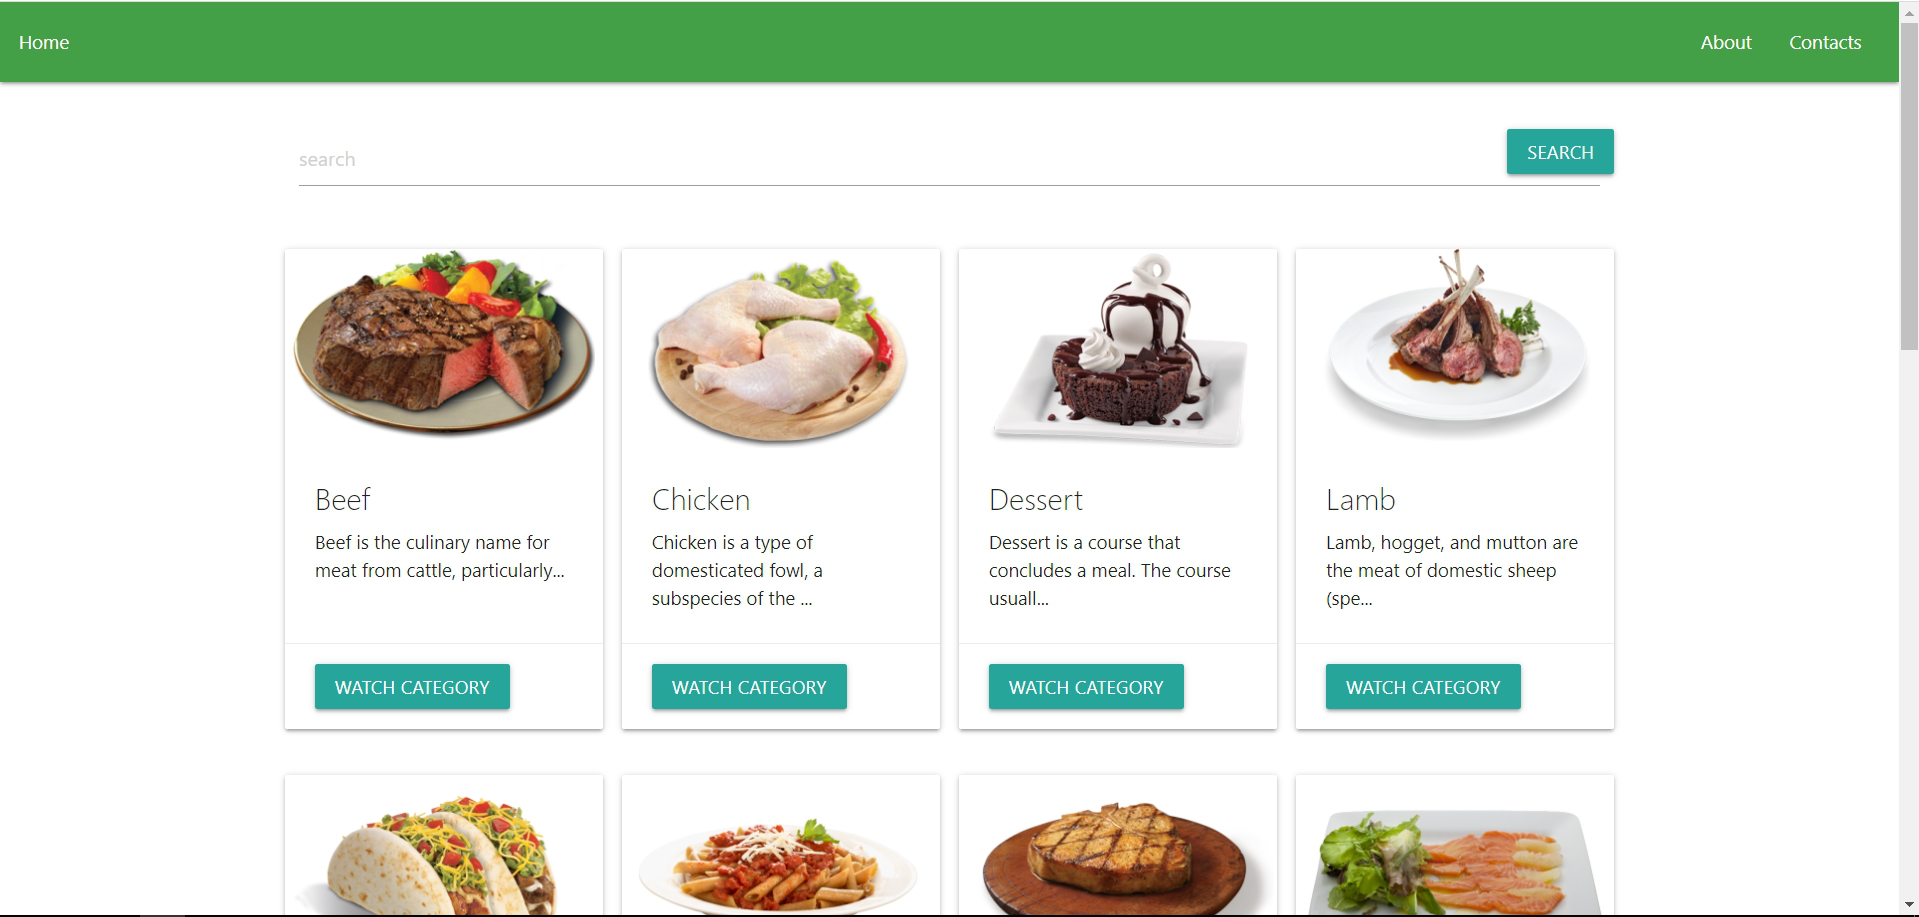 Home
About
Contacts
search
SEARCH
Beef
Beef is the culinary name for
meat from cattle, particularly...
WATCH CATEGORY
Chicken
Chicken is a type of
domesticated fowl, a
subspecies of the ...
WATCH CATEGORY
Dessert
Dessert is a course that
concludes a meal. The course
usuall...
WATCH CATEGORY
Lamb
Lamb, hogget, and mutton are
the meat of domestic sheep
(spe...
WATCH CATEGORY